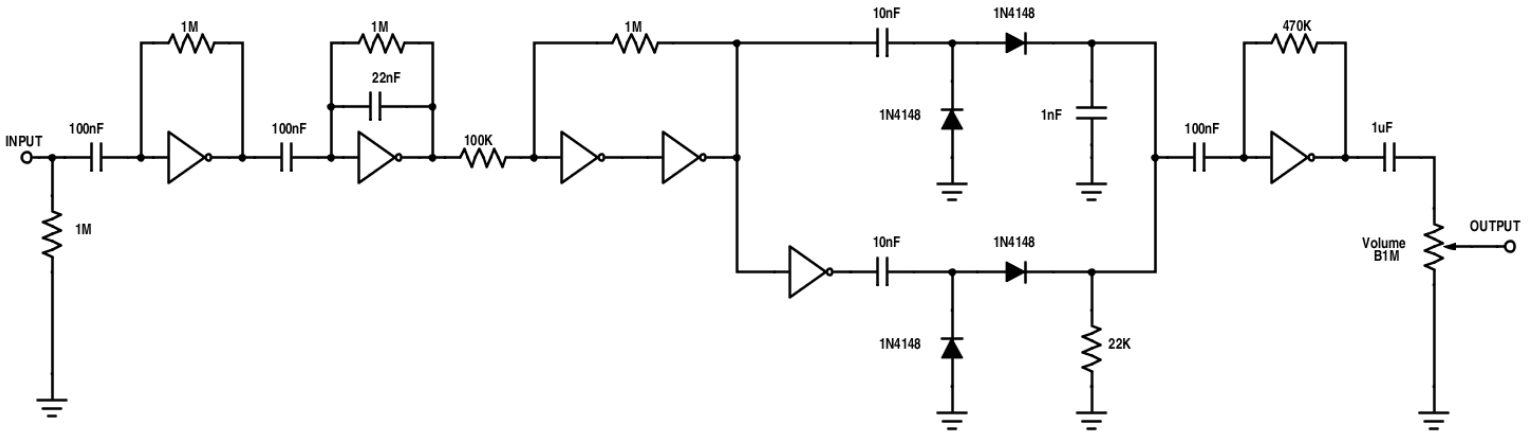 1M
1M
1M
10nF
1N4148
470K
22nF
INPUT
100nF
100nF
100K
1N4148
1nF
100nF
1uF
1M
10nF
1N4148
Volume
B1M
OUTPUT
1N4148
22K